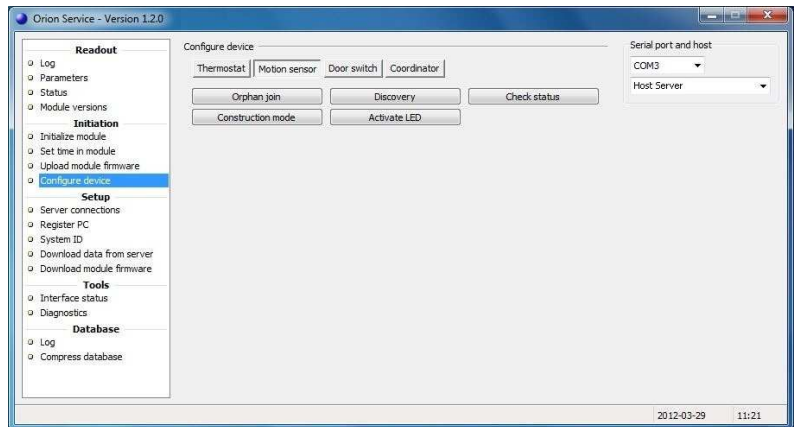 Orion Service - Version 1.2.0
Readout
Log
Parameters
Status
Module versions
Initiation
Initialize module
Set time in module
Upload module firmware
Configure device
Setup
Server connections
Register PC
System ID
Download data from server
Download module firmware
Tools
Interface status
Diagnostics
Database
Log
Compress database
Configure device
Thermostat Motion sensor Door switch Coordinator
Orphan join Discovery Check status
Construction mode Activate LED
Serial port and host
COM3
Host Server
2012-03-29 11:21